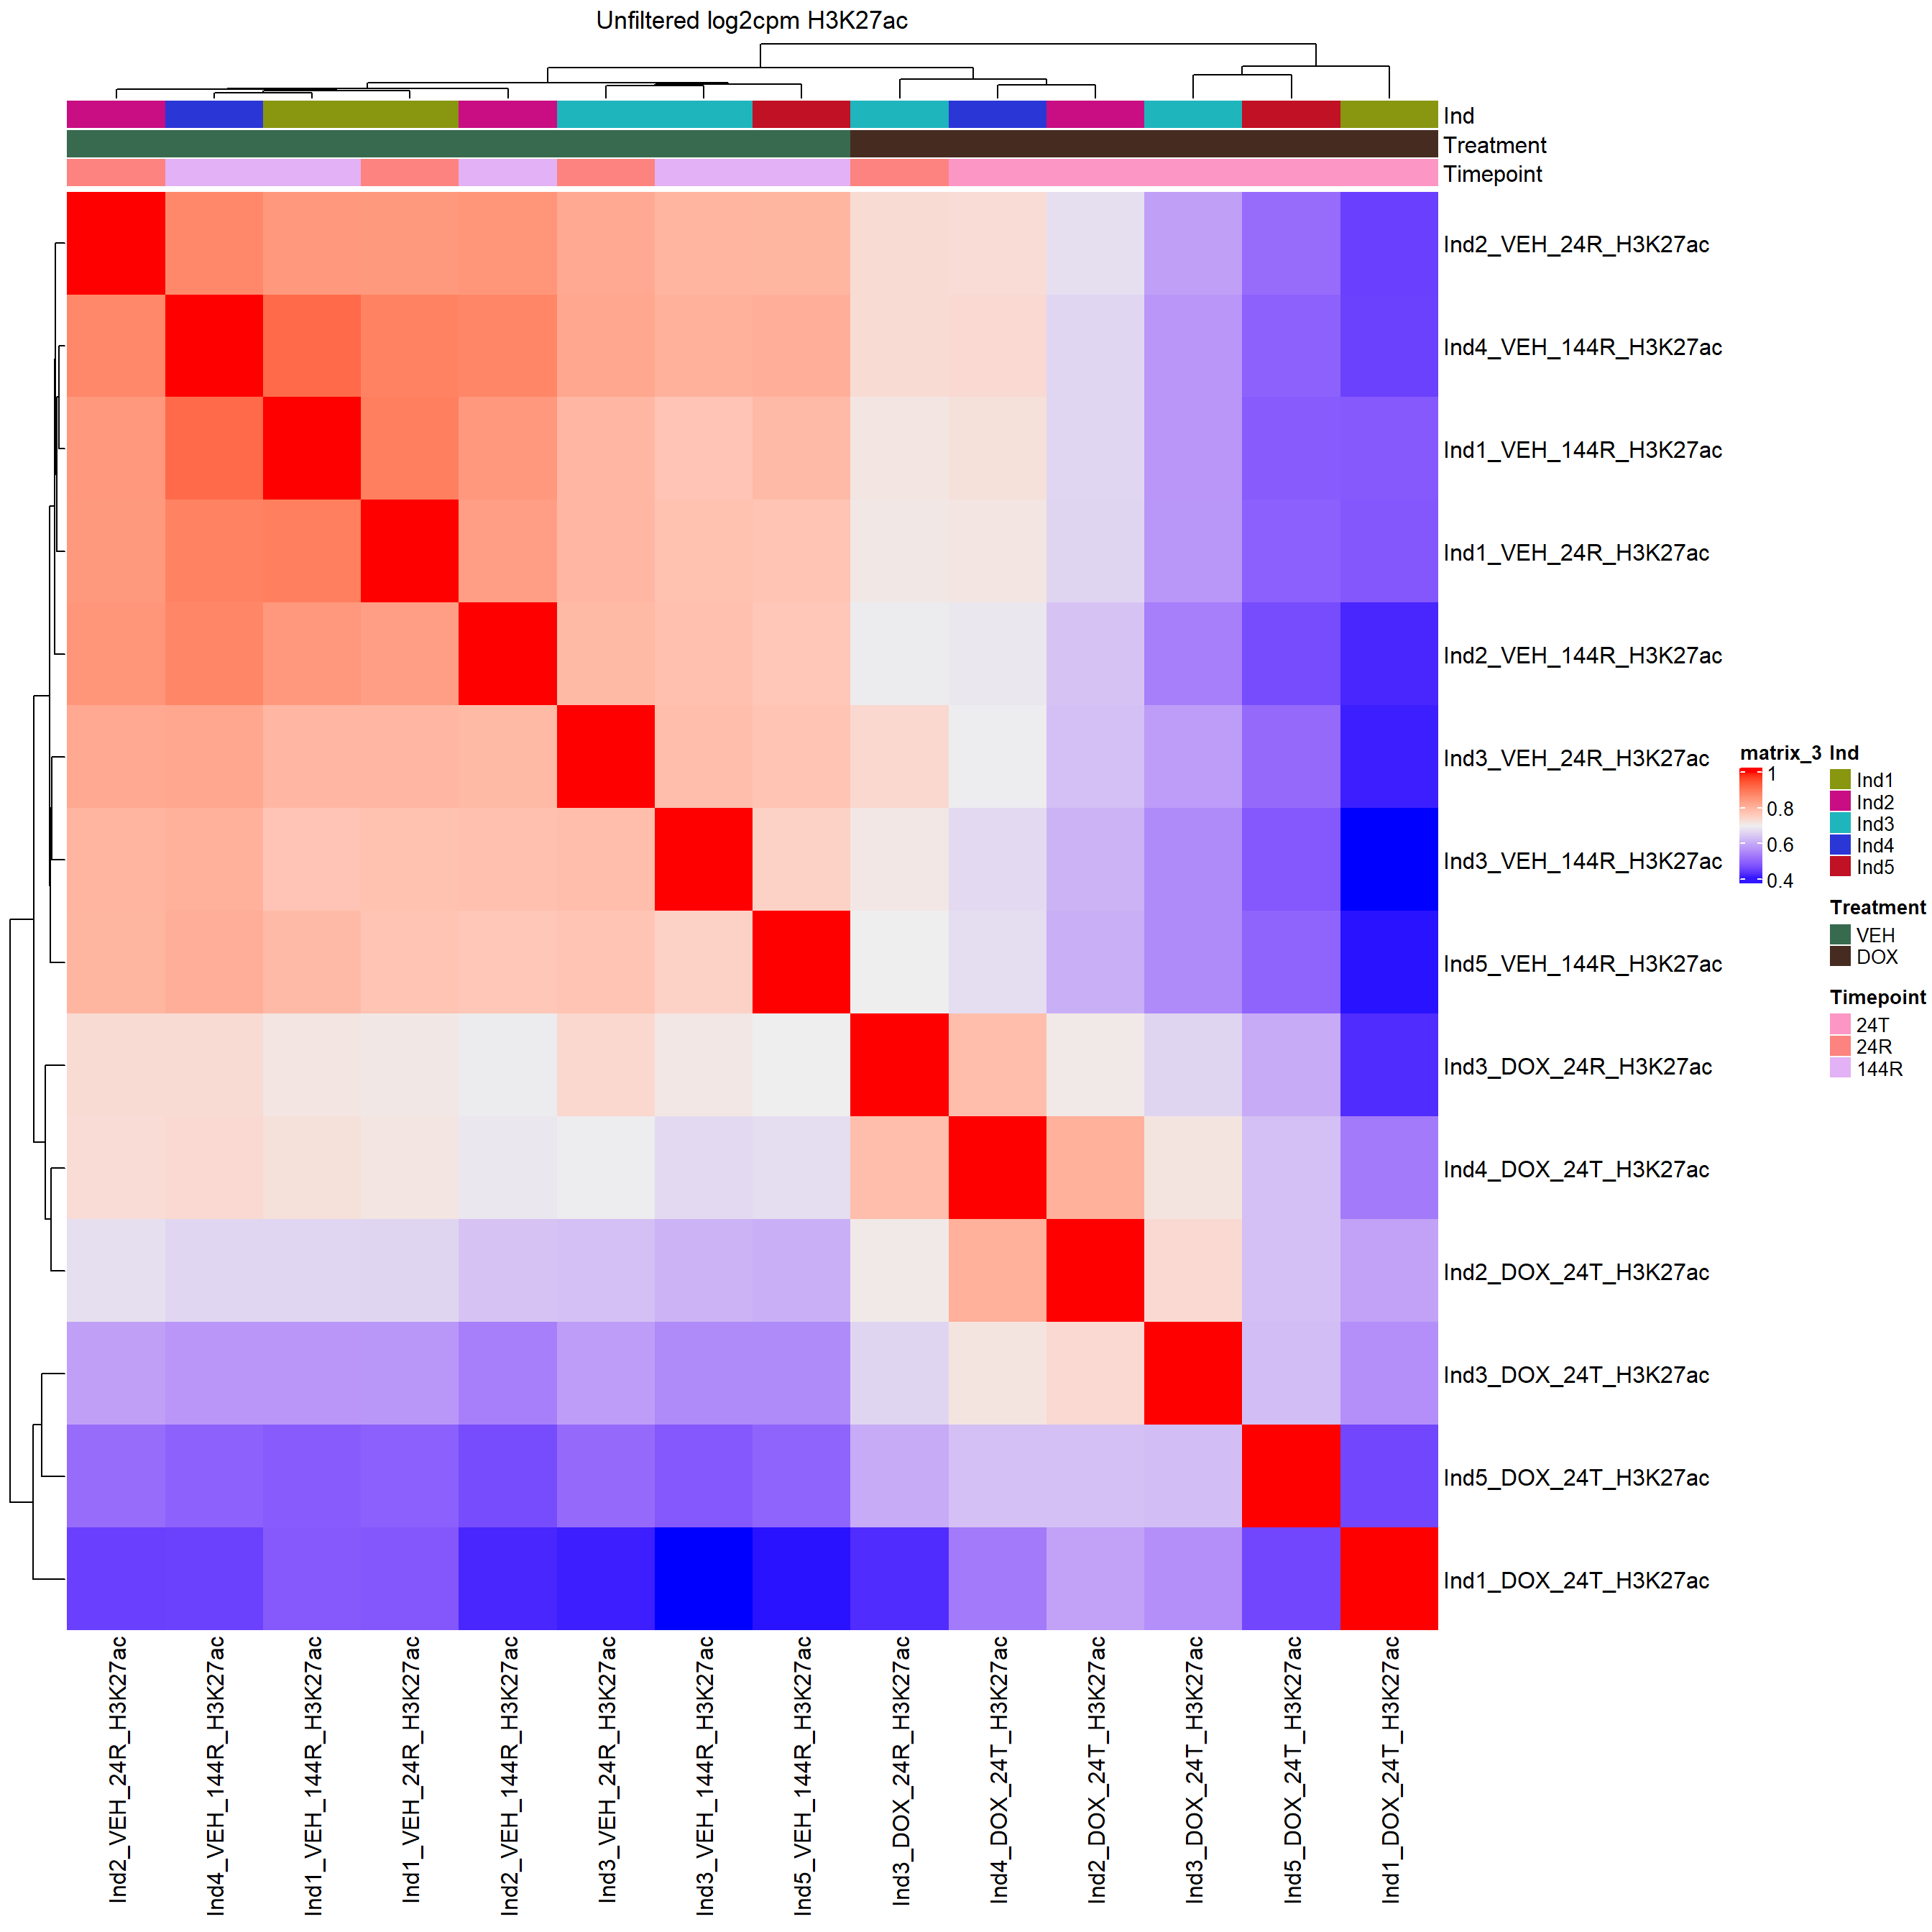 Unfiltered log2cpm H3K27ac
Ind
Treatment
Timepoint
Ind2_VEH_24R_H3K27ac
Ind4_VEH_144R_H3K27ac
Ind1_VEH_144R_H3K27ac
Ind1_VEH_24R_H3K27ac
Ind2_VEH_144R_H3K27ac
Ind3_VEH_24R_H3K27ac
Ind3_VEH_144R_H3K27ac
Ind5_VEH_144R_H3K27ac
Ind3_DOX_24R_H3K27ac
Ind4_DOX_24T_H3K27ac
Ind2_DOX_24T_H3K27ac
Ind3_DOX_24T_H3K27ac
Ind5_DOX_24T_H3K27ac
Ind1_DOX_24T_H3K27ac
Ind2_VEH_24R_H3K27ac
Ind4_VEH_144R_H3K27ac
Ind1_VEH_144R_H3K27ac
Ind1_VEH_24R_H3K27ac
Ind2_VEH_144R_H3K27ac
Ind3_VEH_24R_H3K27ac
Ind3_VEH_144R_H3K27ac
Ind5_VEH_144R_H3K27ac
Ind3_DOX_24R_H3K27ac
Ind4_DOX_24T_H3K27ac
Ind2_DOX_24T_H3K27ac
Ind3_DOX_24T_H3K27ac
Ind5_DOX_24T_H3K27ac
Ind1_DOX_24T_H3K27ac
matrix_3
1
0.8
0.6
0.4
Ind
Ind1
Ind2
Ind3
Ind4
Ind5
Treatment
VEH
DOX
Timepoint
24T
24R
144R